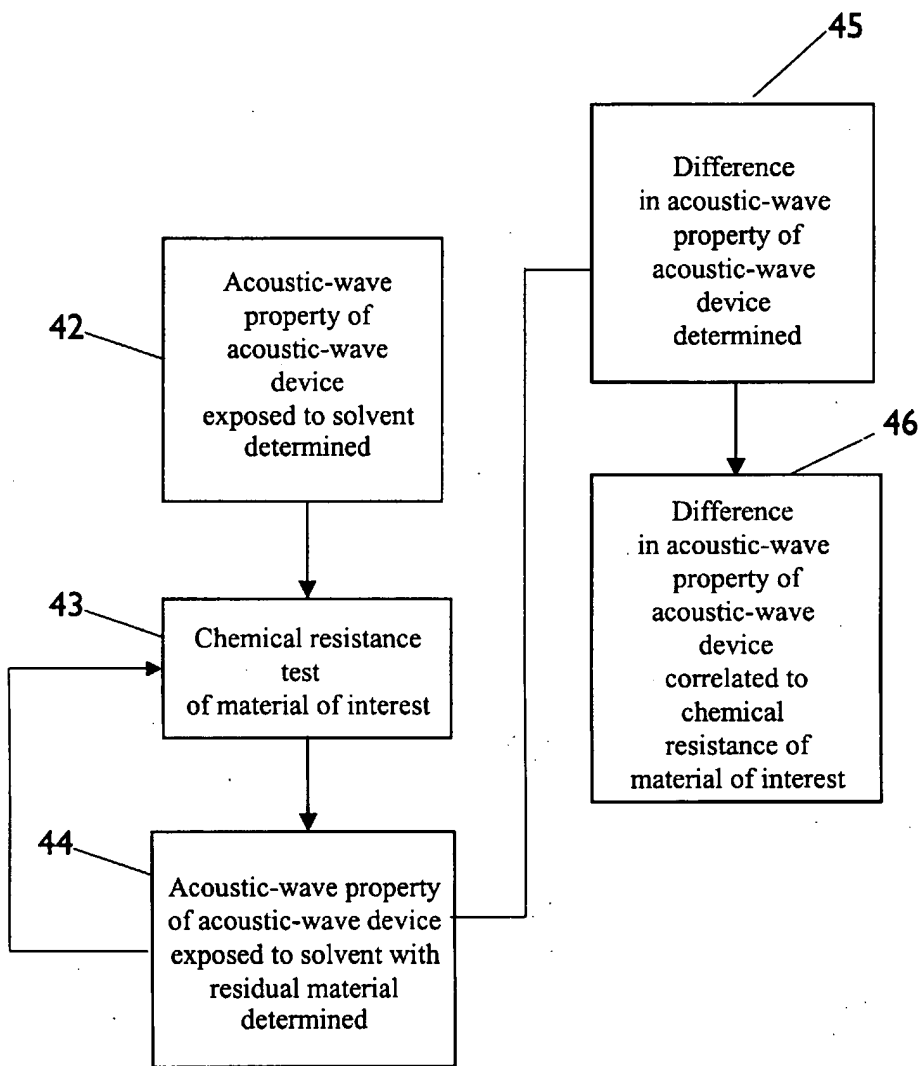 42
Acoustic-wave
property of
acoustic-wave
device
exposed to solvent
determined
43
Chemical resistance
test
of material of interest
44
Acoustic-wave property
of acoustic-wave device
exposed to solvent with
residual material
determined
45
Difference
in acoustic-wave
property of
acoustic-wave
device
determined
46
Difference
in acoustic-wave
property of
acoustic-wave
device
correlated to
chemical
resistance of
material of interest